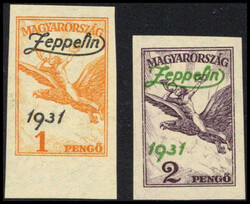 MAGYARORSZÁG
Zeppelin
1931
1
PENGŐ
MAGYARORSZÁG
Zeppelin
1931
2
PENGŐ